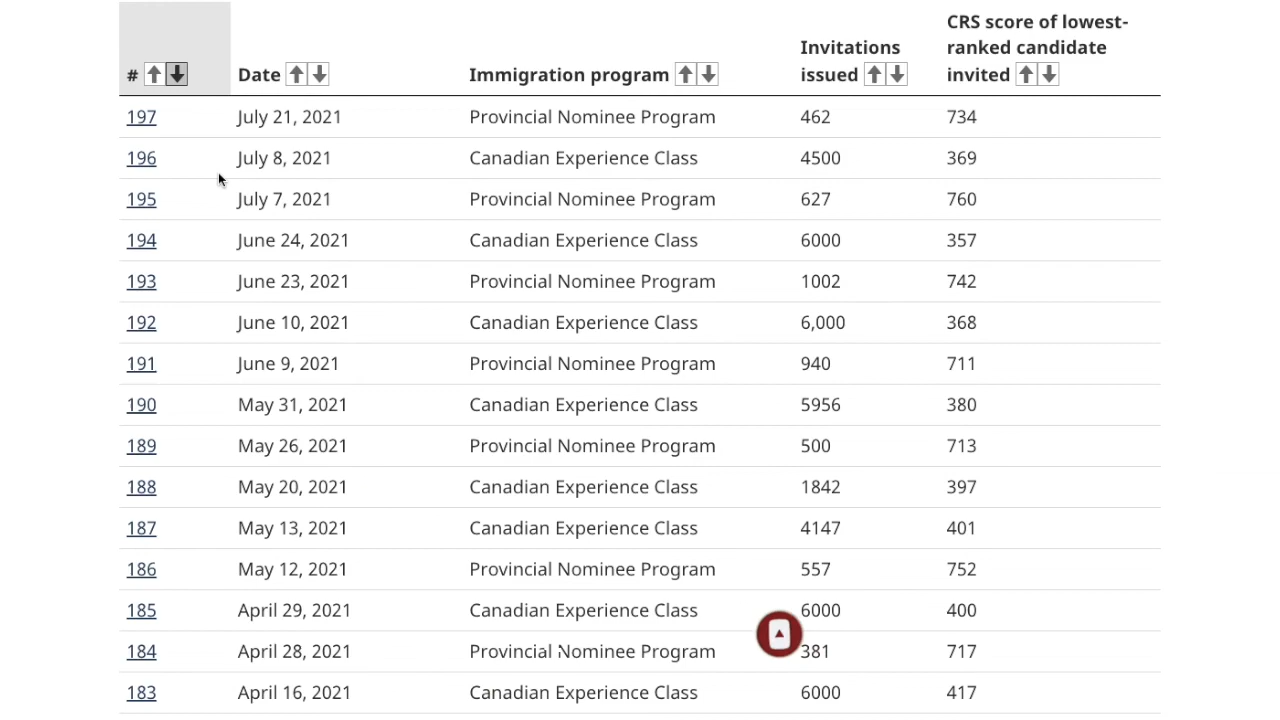 # Date Immigration program Invitations issued CRS score of lowest-ranked candidate invited
197 July 21, 2021 Provincial Nominee Program 462 734
196 July 8, 2021 Canadian Experience Class 4500 369
195 July 7, 2021 Provincial Nominee Program 627 760
194 June 24, 2021 Canadian Experience Class 6000 357
193 June 23, 2021 Provincial Nominee Program 1002 742
192 June 10, 2021 Canadian Experience Class 6,000 368
191 June 9, 2021 Provincial Nominee Program 940 711
190 May 31, 2021 Canadian Experience Class 5956 380
189 May 26, 2021 Provincial Nominee Program 500 713
188 May 20, 2021 Canadian Experience Class 1842 397
187 May 13, 2021 Canadian Experience Class 4147 401
186 May 12, 2021 Provincial Nominee Program 557 752
185 April 29, 2021 Canadian Experience Class 6000 400
184 April 28, 2021 Provincial Nominee Program 381 717
183 April 16, 2021 Canadian Experience Class 6000 417